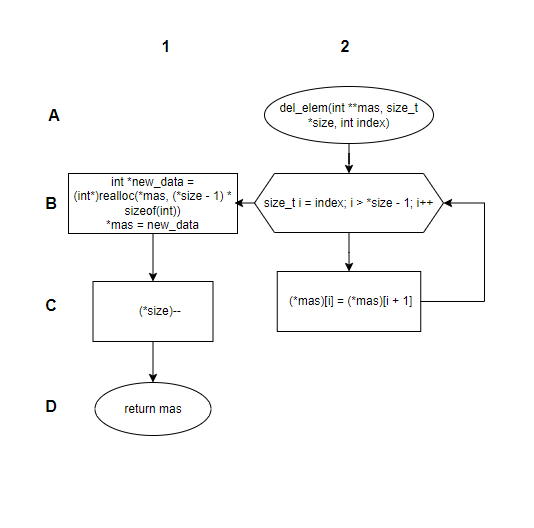 1
2
A
del_elem(int **mas, size_t
*size, int index)
B
int *new_data =
(int*)realloc(*mas, (*size - 1) *
sizeof(int))
*mas = new_data
size_t i = index; i > *size - 1; i++
C
(*size)--
(*mas)[i] = (*mas)[i + 1]
D
return mas